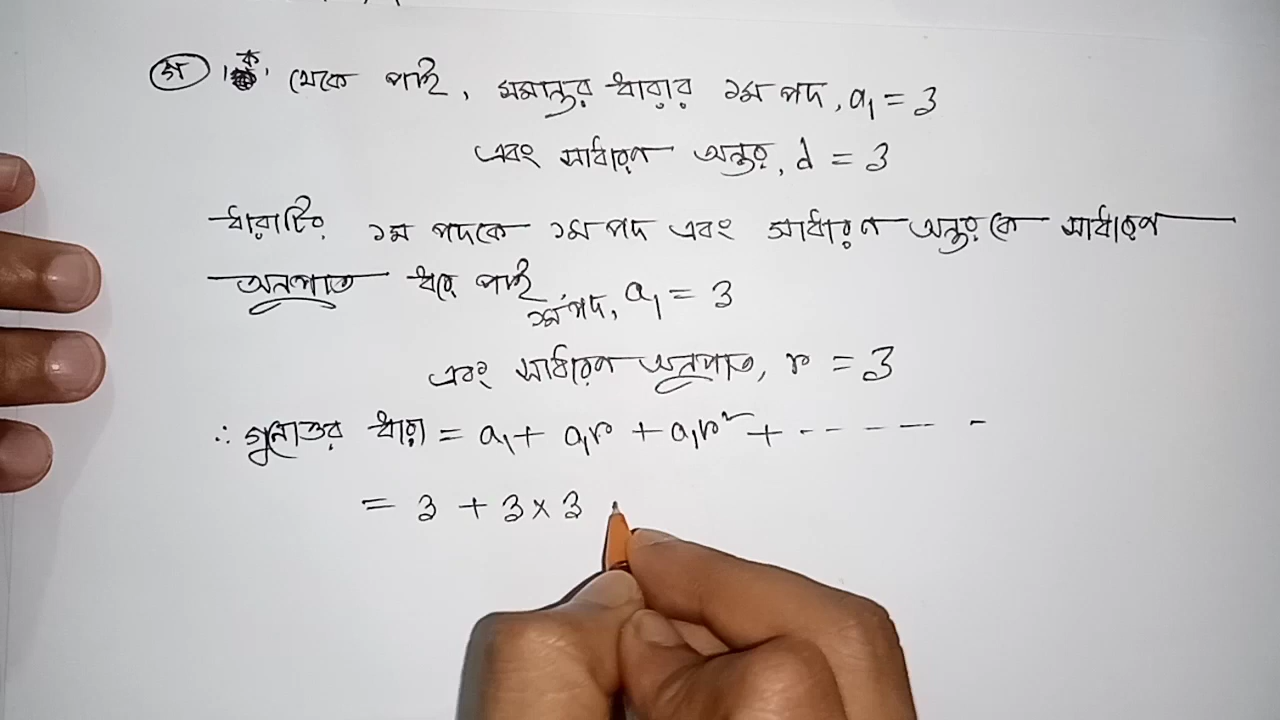 গ 'ক' থেকে পাই, সমান্তর ধারার ১ম পদ, a₁ = 3
এবং সাধারণ অন্তর, d = 3
ধারাটির ১ম পদকে ১ম পদ এবং সাধারণ অন্তরকে সাধারণ
অনুপাত ধরে পাই,
১ম পদ, a₁ = 3
এবং সাধারণ অনুপাত, r = 3
∴ গুনোত্তর ধারা = a₁ + a₁r + a₁r² + - - - - - -
= 3 + 3 × 3